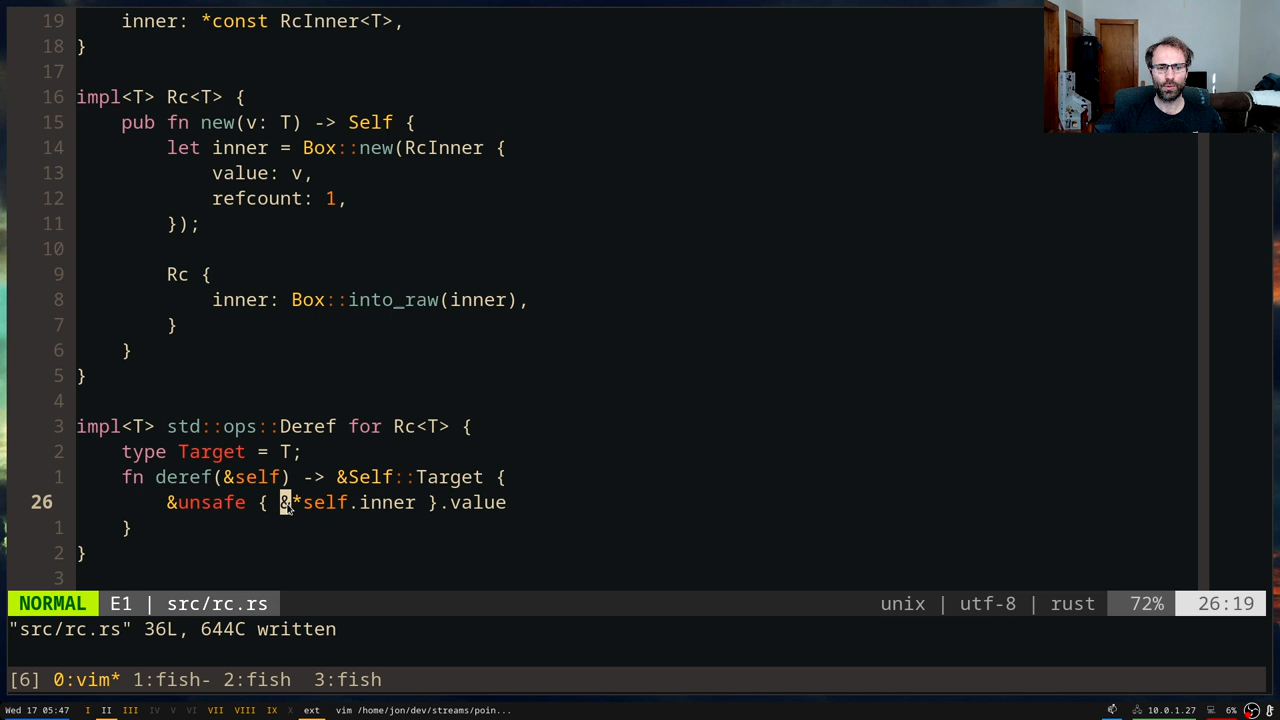 19     inner: *const RcInner<T>,
18 }
17
16 impl<T> Rc<T> {
15     pub fn new(v: T) -> Self {
14         let inner = Box::new(RcInner {
13             value: v,
12             refcount: 1,
11         });
10
9         Rc {
8             inner: Box::into_raw(inner),
7         }
6     }
5 }
4
3 impl<T> std::ops::Deref for Rc<T> {
2     type Target = T;
1     fn deref(&self) -> &Self::Target {
26         &unsafe { &*self.inner }.value
1     }
2 }
3
NORMAL E1 | src/rc.rs unix | utf-8 | rust 72% 26:19
"src/rc.rs" 36L, 644C written
[6] 0:vim* 1:fish- 2:fish 3:fish
Wed 17 05:47 I II III IV V VI VII VIII IX X ext vim /home/jon/dev/streams/poin... 10.0.1.27 6%